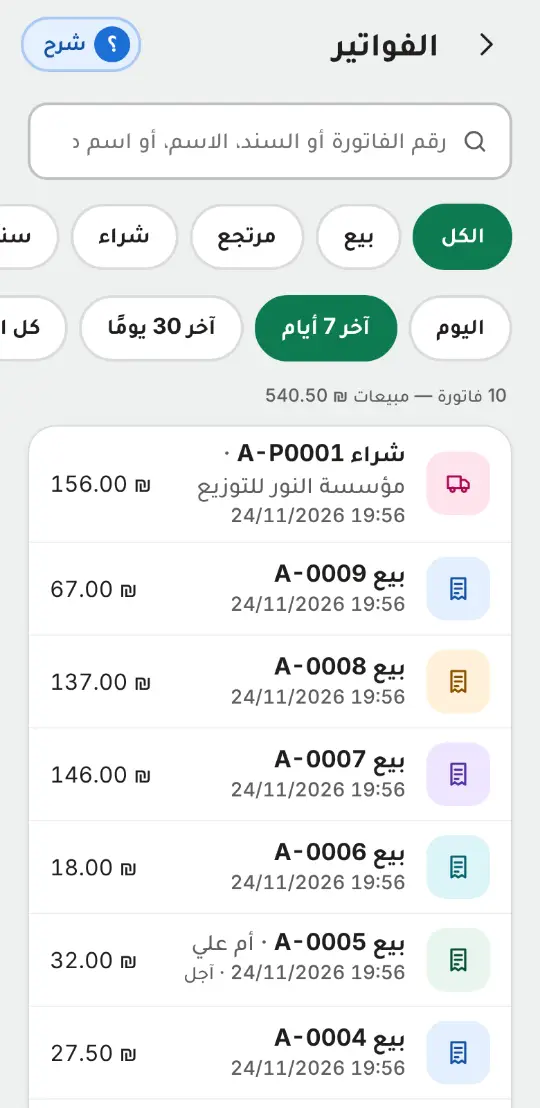 الفواتير
؟ شرح
رقم الفاتورة أو السند، الاسم، أو اسم
الكل
بيع
مرتجع
شراء
اليوم
آخر 7 أيام
آخر 30 يومًا
10 فاتورة — مبيعات 540.50 ₪
شراء A-P0001 ·
مؤسسة النور للتوزيع
24/11/2026 19:56
156.00 ₪
بيع A-0009
24/11/2026 19:56
67.00 ₪
بيع A-0008
24/11/2026 19:56
137.00 ₪
بيع A-0007
24/11/2026 19:56
146.00 ₪
بيع A-0006
24/11/2026 19:56
18.00 ₪
بيع A-0005 · أم علي
24/11/2026 19:56 · آجل
32.00 ₪
بيع A-0004
24/11/2026 19:56
27.50 ₪